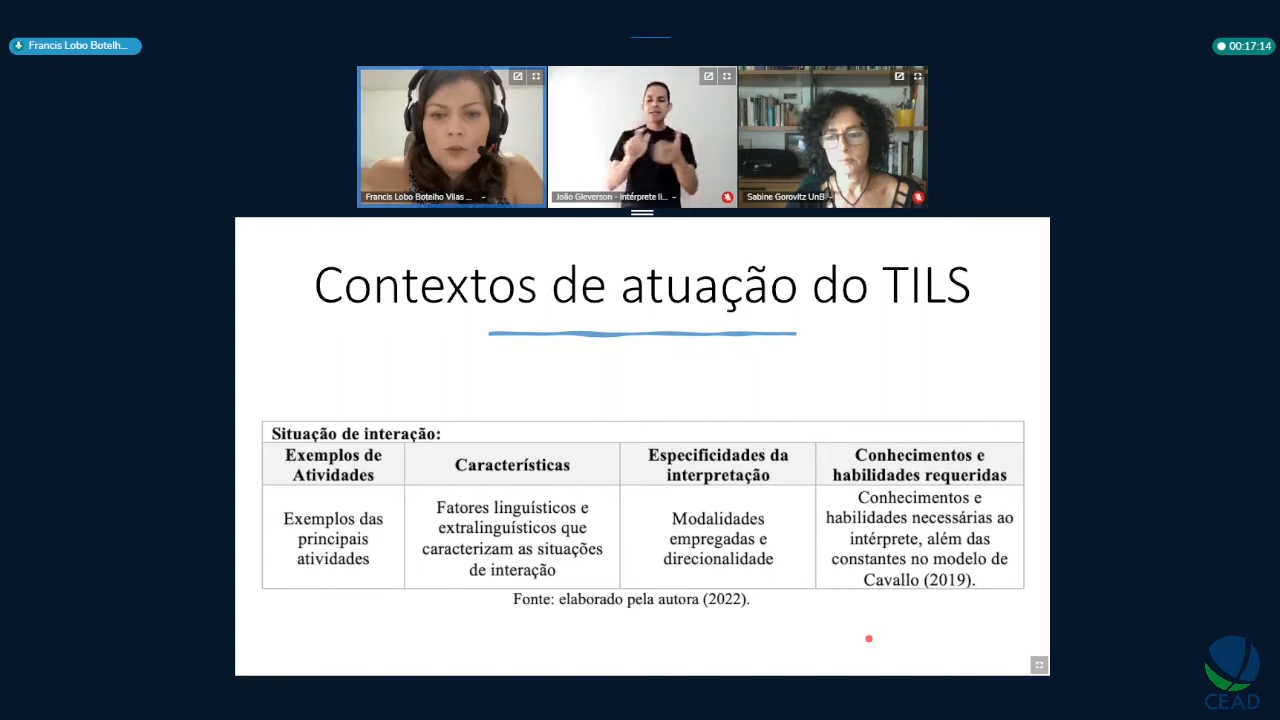 Francis Lobo Botelh...
00:17:14
Francis Lobo Botelho Vilas ...
João Gleverson - intérprete li...
Sabine Gorovitz UnB
Contextos de atuação do TILS
Situação de interação:
Exemplos de
Atividades
Características
Especificidades da
interpretação
Conhecimentos e
habilidades requeridas
Exemplos das
principais
atividades
Fatores linguísticos e
extralinguísticos que
caracterizam as situações
de interação
Modalidades
empregadas e
direcionalidade
Conhecimentos e
habilidades necessárias ao
intérprete, além das
constantes no modelo de
Cavallo (2019).
Fonte: elaborado pela autora (2022).
CEAD